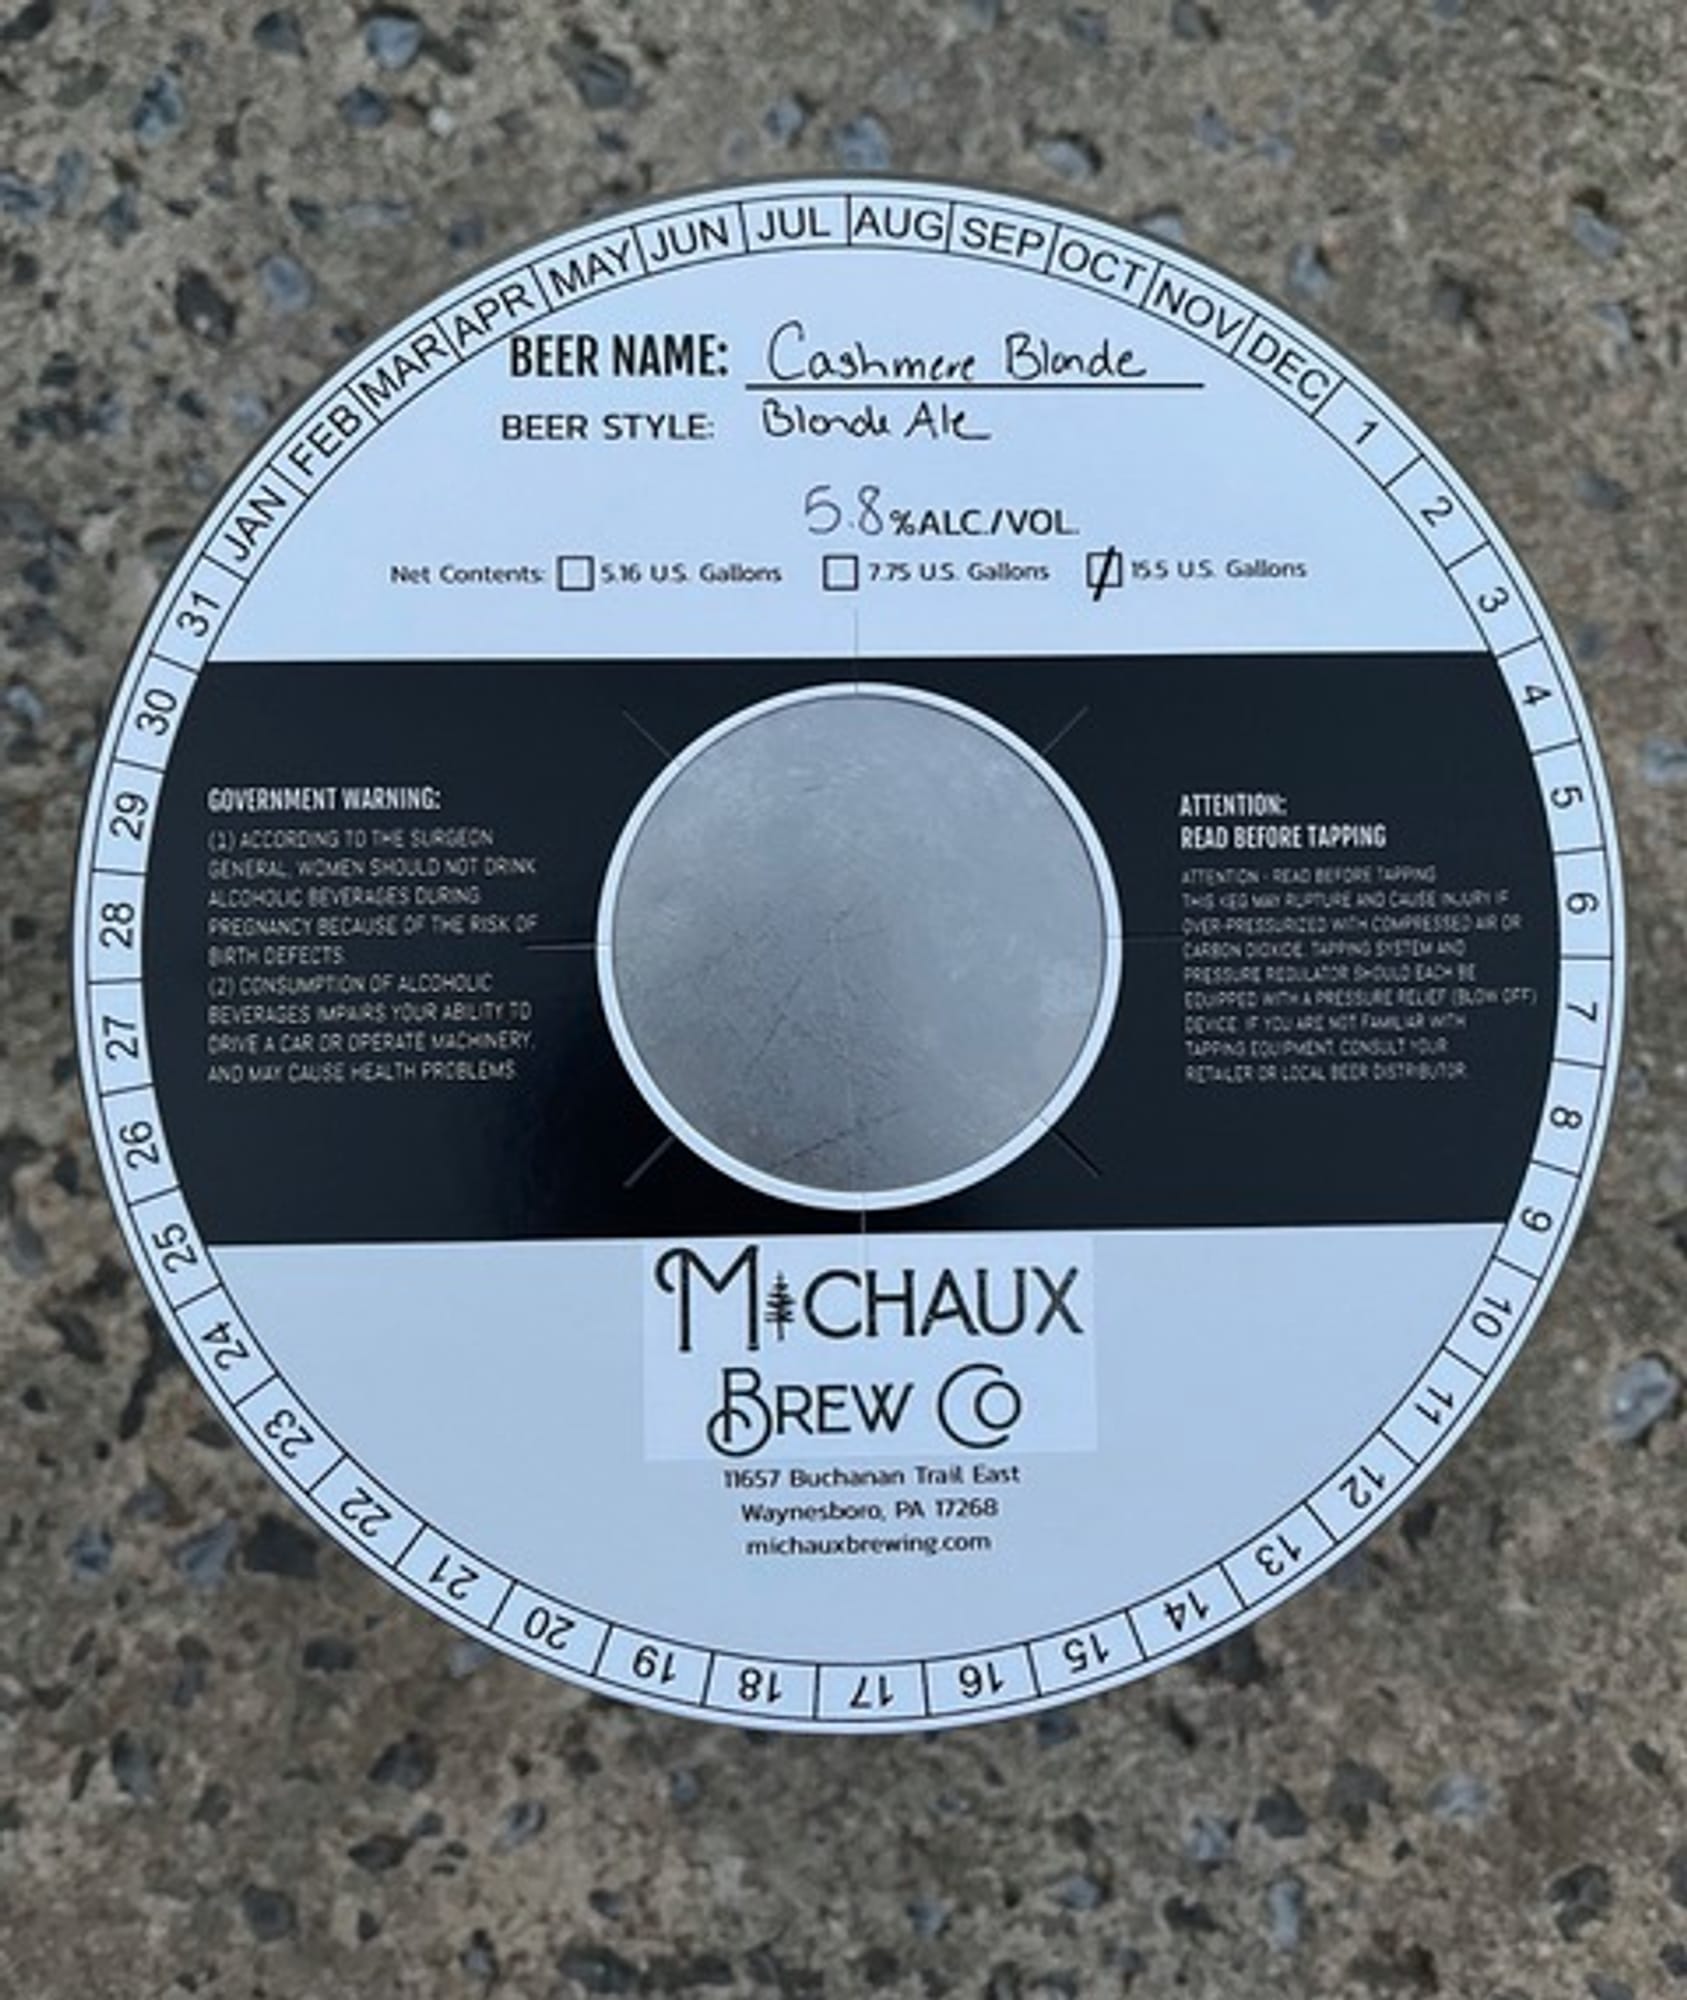 JAN FEB MAR APR MAY JUN JUL AUG SEP OCT NOV DEC
1 2 3 4 5 6 7 8 9 10 11 12 13 14 15 16 17 18 19 20 21 22 23 24 25 26 27 28 29 30 31
BEER NAME: Cashmere Blonde
BEER STYLE: Blonde Ale
5.8 % ALC./VOL.
Net Contents: 5.16 U.S. Gallons 7.75 U.S. Gallons 15.5 U.S. Gallons
GOVERNMENT WARNING:
(1) ACCORDING TO THE SURGEON
GENERAL, WOMEN SHOULD NOT DRINK
ALCOHOLIC BEVERAGES DURING
PREGNANCY BECAUSE OF THE RISK OF
BIRTH DEFECTS.
(2) CONSUMPTION OF ALCOHOLIC
BEVERAGES IMPAIRS YOUR ABILITY TO
DRIVE A CAR OR OPERATE MACHINERY,
AND MAY CAUSE HEALTH PROBLEMS.
ATTENTION:
READ BEFORE TAPPING
ATTENTION - READ BEFORE TAPPING
THIS KEG MAY RUPTURE AND CAUSE INJURY IF
OVER-PRESSURIZED WITH COMPRESSED AIR OR
CARBON DIOXIDE. TAPPING SYSTEM AND
PRESSURE REGULATOR SHOULD EACH BE
EQUIPPED WITH A PRESSURE RELIEF (BLOW OFF)
DEVICE. IF YOU ARE NOT FAMILIAR WITH
TAPPING EQUIPMENT, CONSULT YOUR
RETAILER OR LOCAL BEER DISTRIBUTOR.
MICHAUX
BREW CO
11657 Buchanan Trail East
Waynesboro, PA 17268
michauxbrewing.com